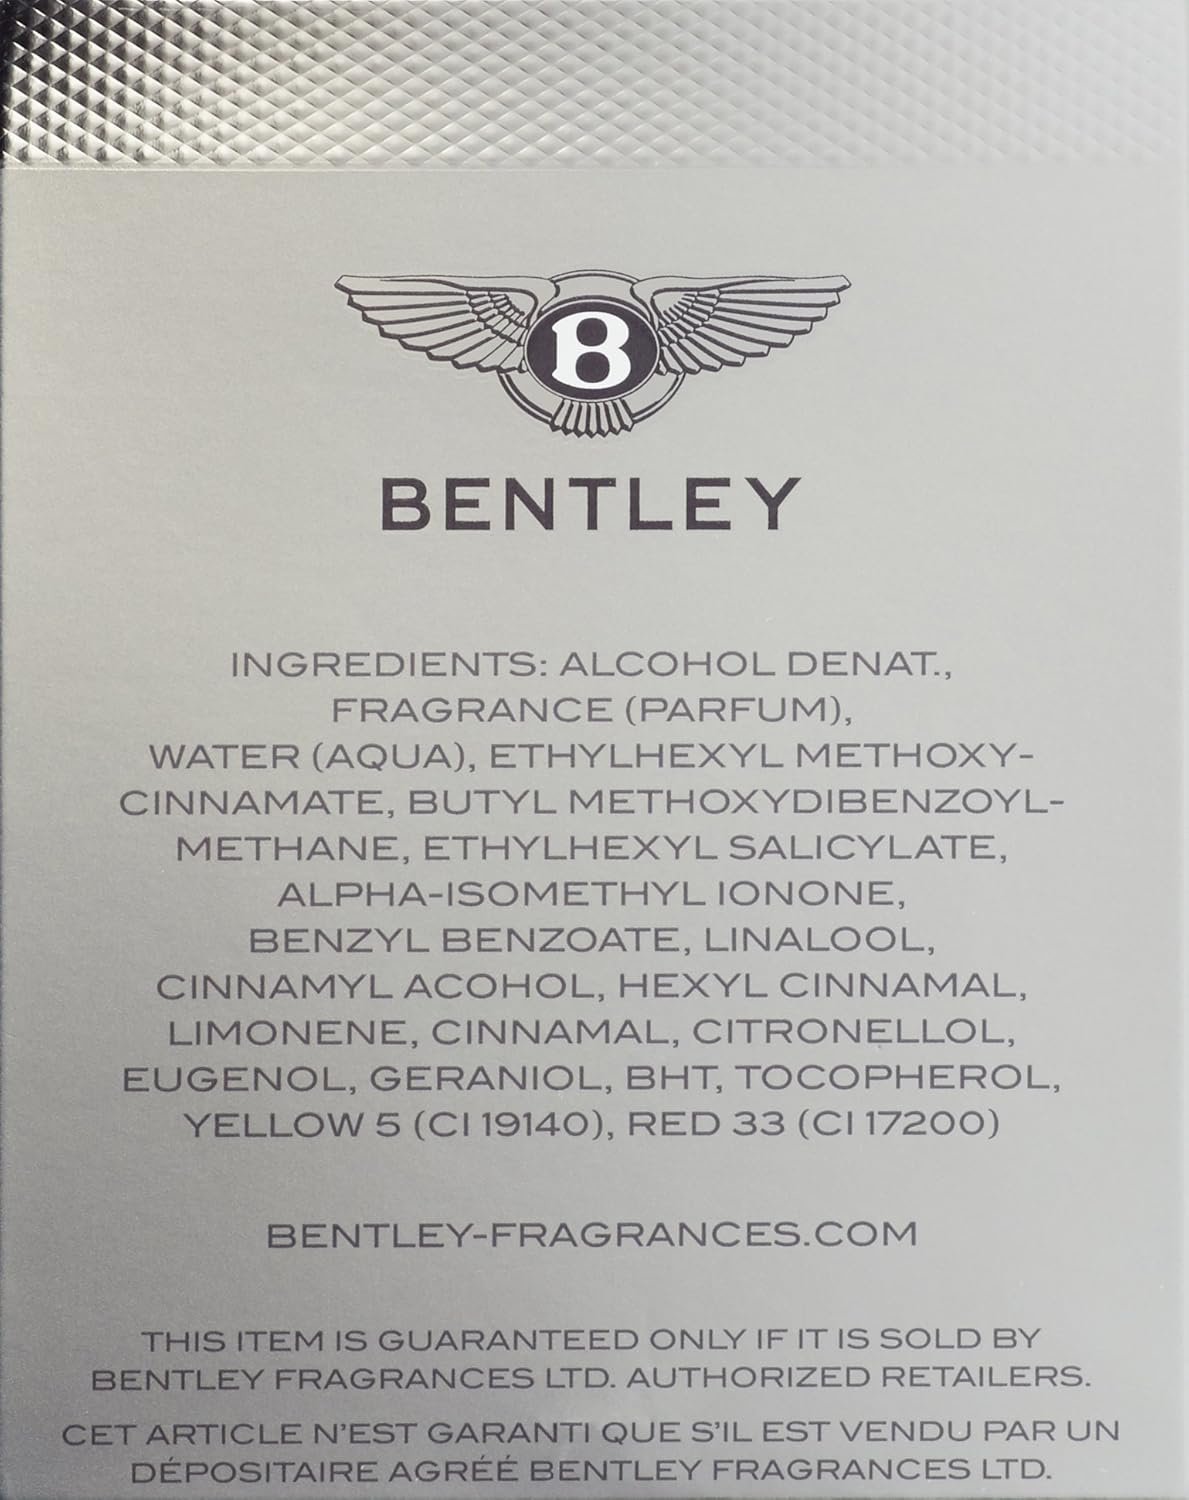 B
BENTLEY
INGREDIENTS: ALCOHOL DENAT.,
FRAGRANCE (PARFUM),
WATER (AQUA), ETHYLHEXYL METHOXY-
CINNAMATE, BUTYL METHOXYDIBENZOYL-
METHANE, ETHYLHEXYL SALICYLATE,
ALPHA-ISOMETHYL IONONE,
BENZYL BENZOATE, LINALOOL,
CINNAMYL ACOHOL, HEXYL CINNAMAL,
LIMONENE, CINNAMAL, CITRONELLOL,
EUGENOL, GERANIOL, BHT, TOCOPHEROL,
YELLOW 5 (CI 19140), RED 33 (CI 17200)
BENTLEY-FRAGRANCES.COM
THIS ITEM IS GUARANTEED ONLY IF IT IS SOLD BY
BENTLEY FRAGRANCES LTD. AUTHORIZED RETAILERS.
CET ARTICLE N'EST GARANTI QUE S'IL EST VENDU PAR UN
DÉPOSITAIRE AGRÉÉ BENTLEY FRAGRANCES LTD.